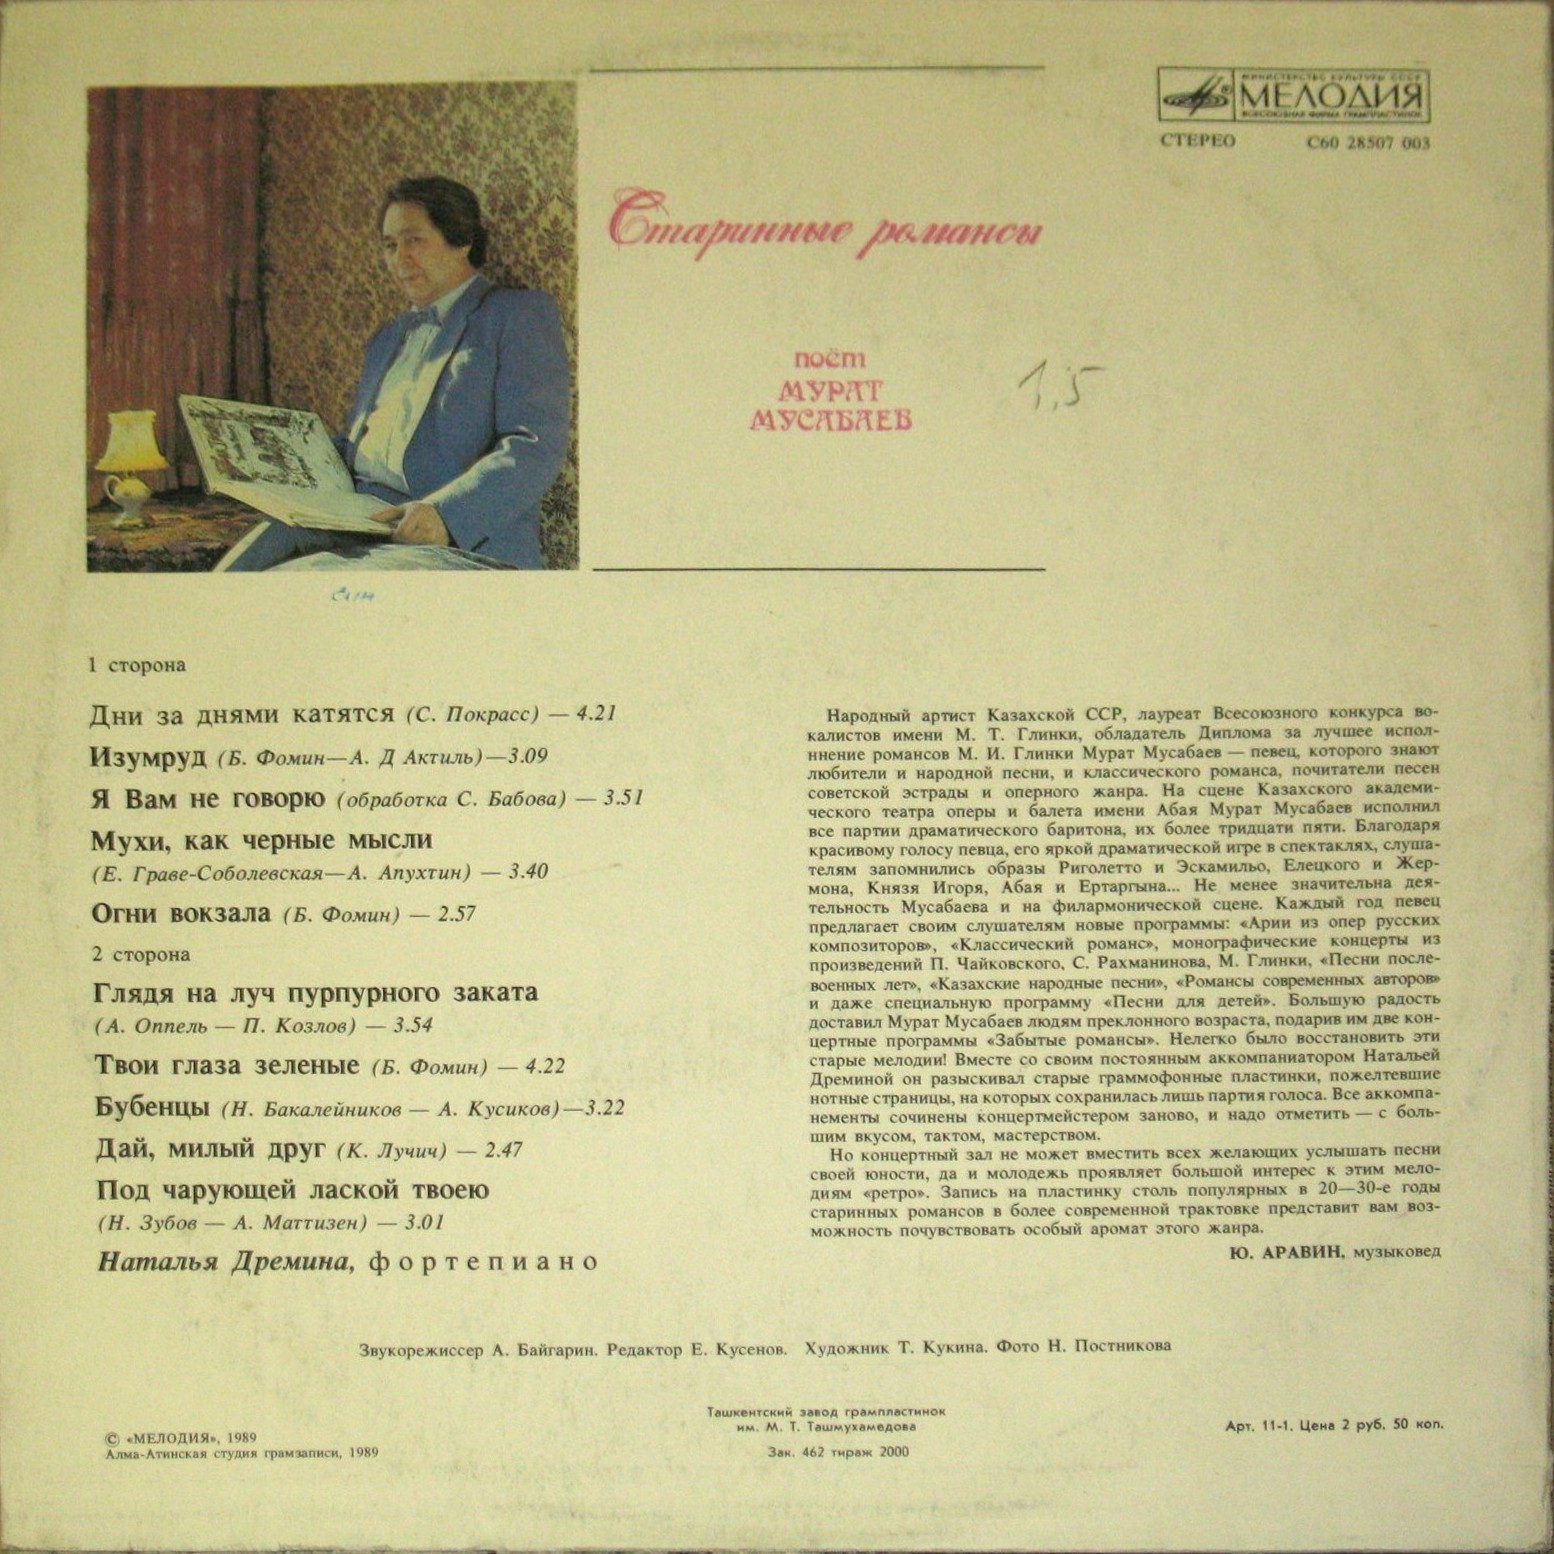 МИНИСТЕРСТВО КУЛЬТУРЫ СССР
МЕЛОДИЯ
ВСЕСОЮЗНАЯ ФИРМА ГРАМПЛАСТИНОК
СТЕРЕО С60 28507 003
Старинные романсы
поёт
МУРАТ
МУСАБАЕВ
1,5
1 сторона
Дни за днями катятся (С. Покрасс) — 4.21
Изумруд (Б. Фомин—А. Д Актиль)—3.09
Я Вам не говорю (обработка С. Бабова) — 3.51
Мухи, как черные мысли
(Е. Граве-Соболевская—А. Апухтин) — 3.40
Огни вокзала (Б. Фомин) — 2.57
2 сторона
Глядя на луч пурпурного заката
(А. Оппель — П. Козлов) — 3.54
Твои глаза зеленые (Б. Фомин) — 4.22
Бубенцы (Н. Бакалейников — А. Кусиков)—3.22
Дай, милый друг (К. Лучич) — 2.47
Под чарующей лаской твоею
(Н. Зубов — А. Маттизен) — 3.01
Наталья Дремина, фортепиано
Народный артист Казахской ССР, лауреат Всесоюзного конкурса во-
калистов имени М. Т. Глинки, обладатель Диплома за лучшее испол-
ннение романсов М. И. Глинки Мурат Мусабаев — певец, которого знают
любители и народной песни, и классического романса, почитатели песен
советской эстрады и оперного жанра. На сцене Казахского академи-
ческого театра оперы и балета имени Абая Мурат Мусабаев исполнил
все партии драматического баритона, их более тридцати пяти. Благодаря
красивому голосу певца, его яркой драматической игре в спектаклях, слуша-
телям запомнились образы Риголетто и Эскамильо, Елецкого и Жер-
мона, Князя Игоря, Абая и Ертаргына... Не менее значительна дея-
тельность Мусабаева и на филармонической сцене. Каждый год певец
предлагает своим слушателям новые программы: «Арии из опер русских
композиторов», «Классический романс», монографические концерты из
произведений П. Чайковского, С. Рахманинова, М. Глинки, «Песни после-
военных лет», «Казахские народные песни», «Романсы современных авторов»
и даже специальную программу «Песни для детей». Большую радость
доставил Мурат Мусабаев людям преклонного возраста, подарив им две кон-
цертные программы «Забытые романсы». Нелегко было восстановить эти
старые мелодии! Вместе со своим постоянным аккомпаниатором Натальей
Дреминой он разыскивал старые граммофонные пластинки, пожелтевшие
нотные страницы, на которых сохранилась лишь партия голоса. Все аккомпа-
нементы сочинены концертмейстером заново, и надо отметить — с боль-
шим вкусом, тактом, мастерством.
Но концертный зал не может вместить всех желающих услышать песни
своей юности, да и молодежь проявляет большой интерес к этим мело-
диям «ретро». Запись на пластинку столь популярных в 20—30-е годы
старинных романсов в более современной трактовке представит вам воз-
можность почувствовать особый аромат этого жанра.
Ю. АРАВИН, музыковед
Звукорежиссер А. Байгарин. Редактор Е. Кусенов. Художник Т. Кукина. Фото Н. Постникова
© «МЕЛОДИЯ», 1989
Алма-Атинская студия грамзаписи, 1989
Ташкентский завод грампластинок
им. М. Т. Ташмухамедова
Зак. 462 тираж 2000
Арт. 11-1. Цена 2 руб. 50 коп.